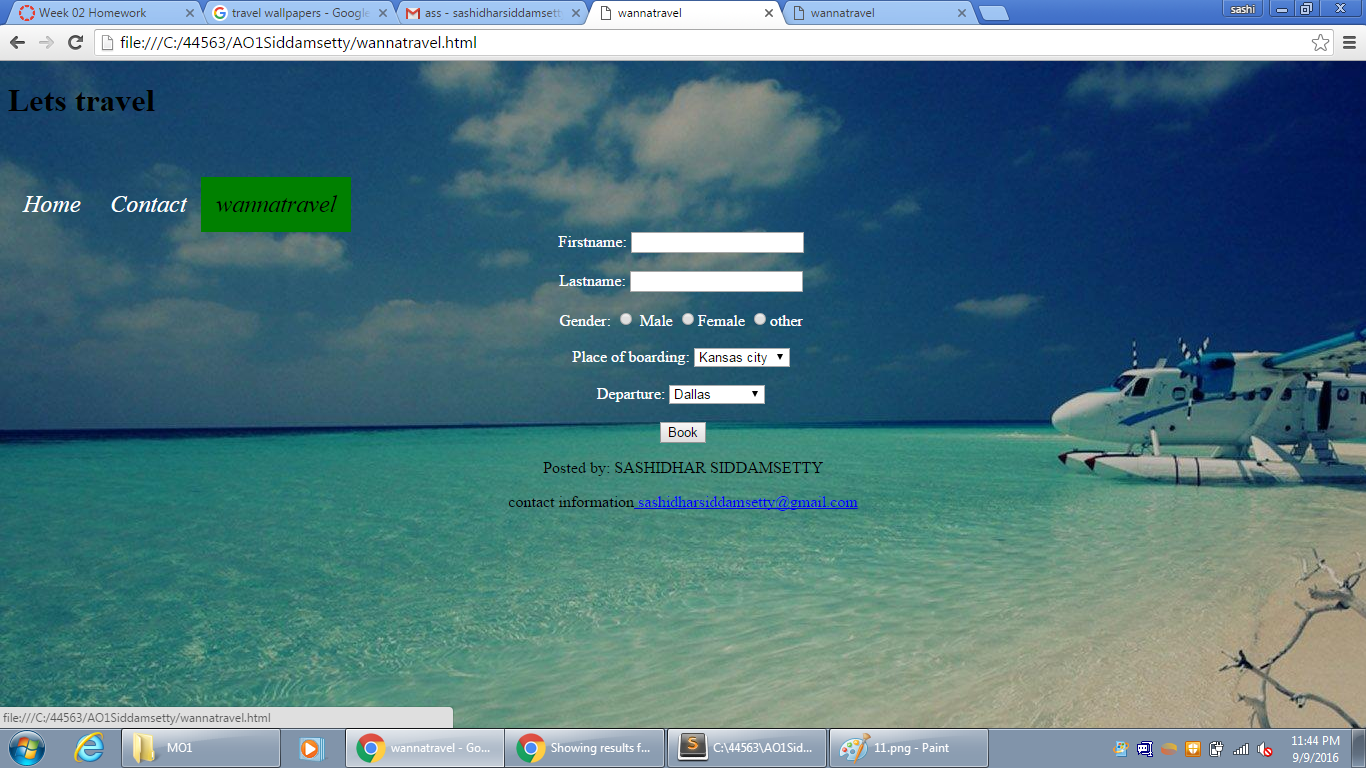 Week 02 Homework
travel wallpapers - Google
ass - sashidharsiddamsett
wannatravel
wannatravel
sashi
file:///C:/44563/AO1Siddamsetty/wannatravel.html
Lets travel
Home Contact wannatravel
Firstname:
Lastname:
Gender: Male Female other
Place of boarding: Kansas city
Departure: Dallas
Book
Posted by: SASHIDHAR SIDDAMSETTY
contact information sashidharsiddamsetty@gmail.com
file:///C:/44563/AO1Siddamsetty/wannatravel.html
MO1
wannatravel - Go...
Showing results f...
C:\44563\AO1Sid...
11.png - Paint
11:44 PM
9/9/2016